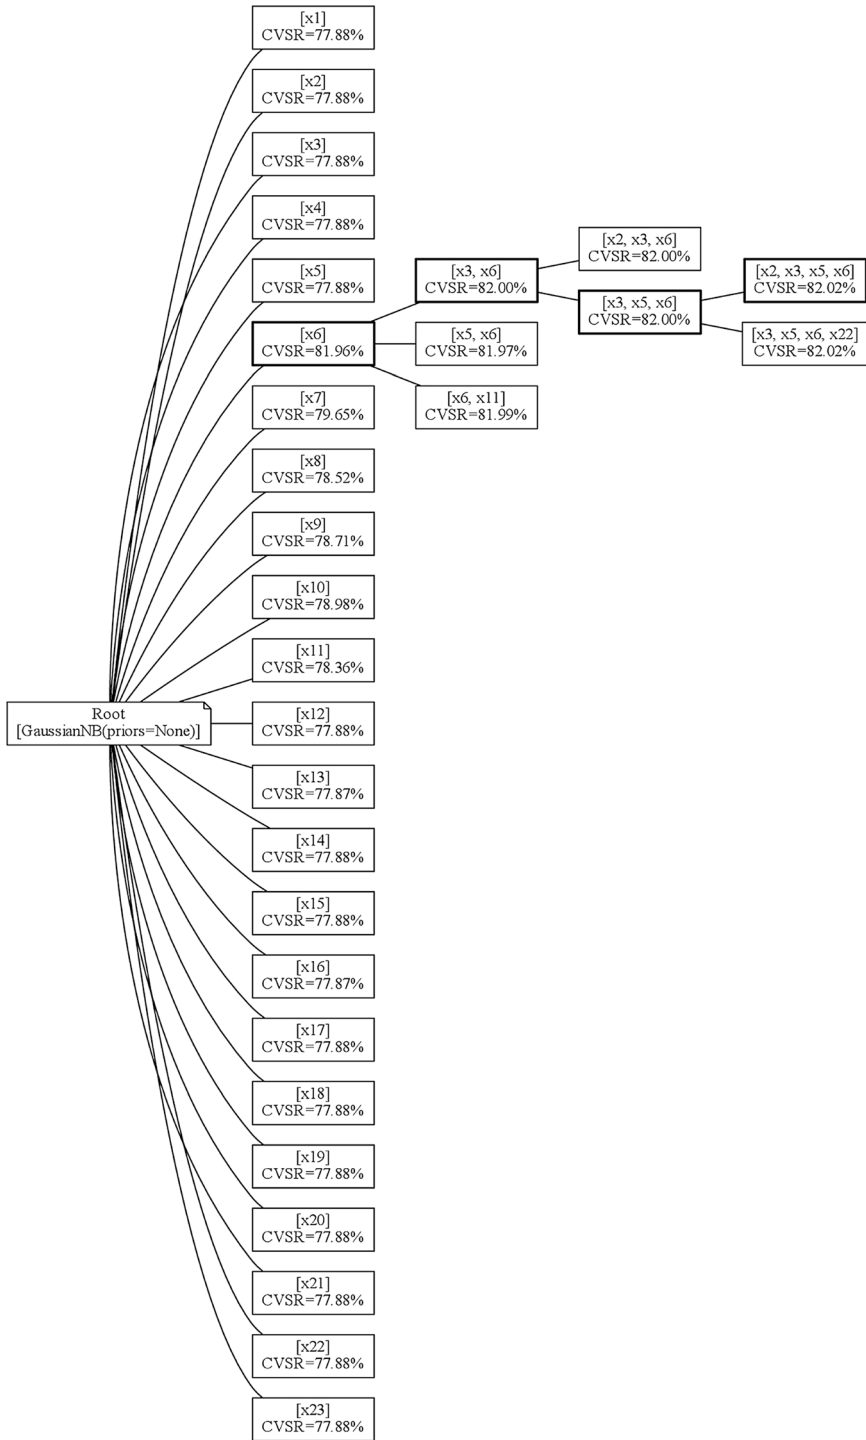 [x1]
CVSR=77.88%
[x2]
CVSR=77.88%
[x3]
CVSR=77.88%
[x4]
CVSR=77.88%
[x5]
CVSR=77.88%
[x6]
CVSR=81.96%
[x7]
CVSR=79.65%
[x8]
CVSR=78.52%
[x9]
CVSR=78.71%
[x10]
CVSR=78.98%
[x11]
CVSR=78.36%
[x12]
CVSR=77.88%
[x13]
CVSR=77.87%
[x14]
CVSR=77.88%
[x15]
CVSR=77.88%
[x16]
CVSR=77.87%
[x17]
CVSR=77.88%
[x18]
CVSR=77.88%
[x19]
CVSR=77.88%
[x20]
CVSR=77.88%
[x21]
CVSR=77.88%
[x22]
CVSR=77.88%
[x23]
CVSR=77.88%
Root
[GaussianNB(priors=None)]
[x3, x6]
CVSR=82.00%
[x5, x6]
CVSR=81.97%
[x6, x11]
CVSR=81.99%
[x2, x3, x6]
CVSR=82.00%
[x3, x5, x6]
CVSR=82.00%
[x2, x3, x5, x6]
CVSR=82.02%
[x3, x5, x6, x22]
CVSR=82.02%